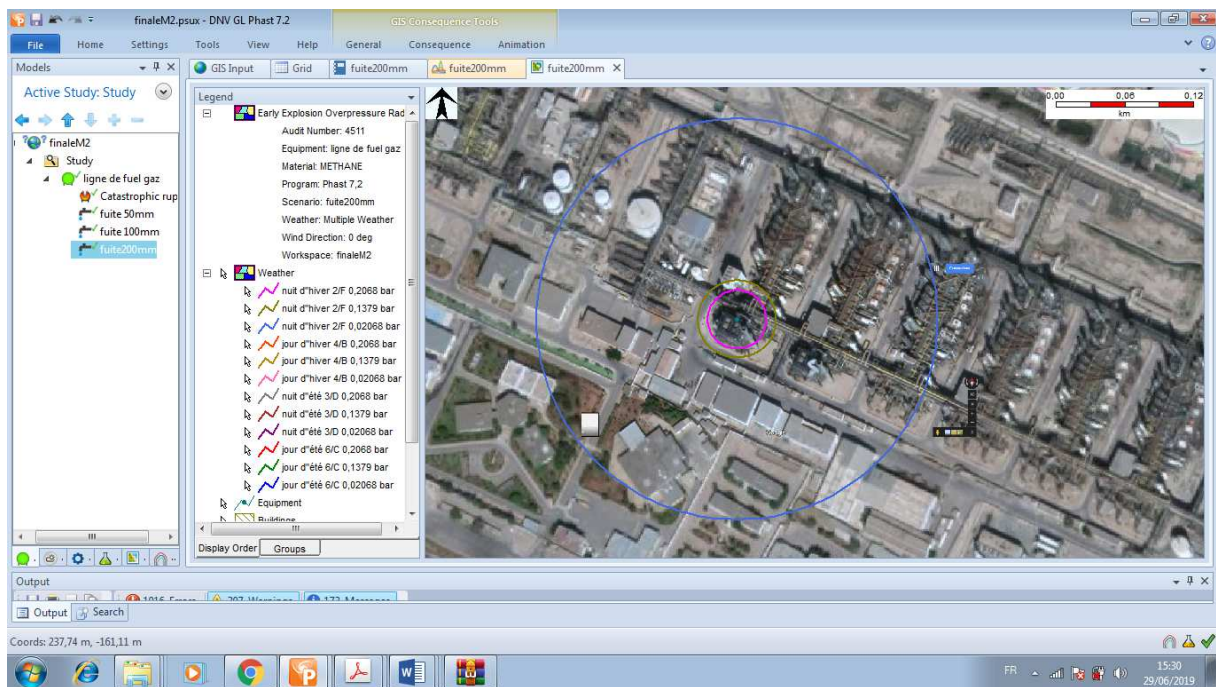 finaleM2.psux - DNV GL Phast 7.2
GIS Consequence Tools
File Home Settings Tools View Help General Consequence Animation
Models
Active Study: Study
finaleM2
Study
ligne de fuel gaz
Catastrophic rup
fuite 50mm
fuite 100mm
fuite200mm
GIS Input Grid fuite200mm fuite200mm fuite200mm
Legend
Early Explosion Overpressure Rad
Audit Number: 4511
Equipment: ligne de fuel gaz
Material: METHANE
Program: Phast 7,2
Scenario: fuite200mm
Weather: Multiple Weather
Wind Direction: 0 deg
Workspace: finaleM2
Weather
nuit d"hiver 2/F 0,2068 bar
nuit d"hiver 2/F 0,1379 bar
nuit d"hiver 2/F 0,02068 bar
jour d"hiver 4/B 0,2068 bar
jour d"hiver 4/B 0,1379 bar
jour d"hiver 4/B 0,02068 bar
nuit d"été 3/D 0,2068 bar
nuit d"été 3/D 0,1379 bar
nuit d"été 3/D 0,02068 bar
jour d"été 6/C 0,2068 bar
jour d"été 6/C 0,1379 bar
jour d"été 6/C 0,02068 bar
Equipment
Buildings
Display Order Groups
0,00 0,06 0,12
km
Output
1016 Errors 207 Warnings 173 Messages
Output Search
Coords: 237,74 m, -161,11 m
FR 15:30
29/06/2019